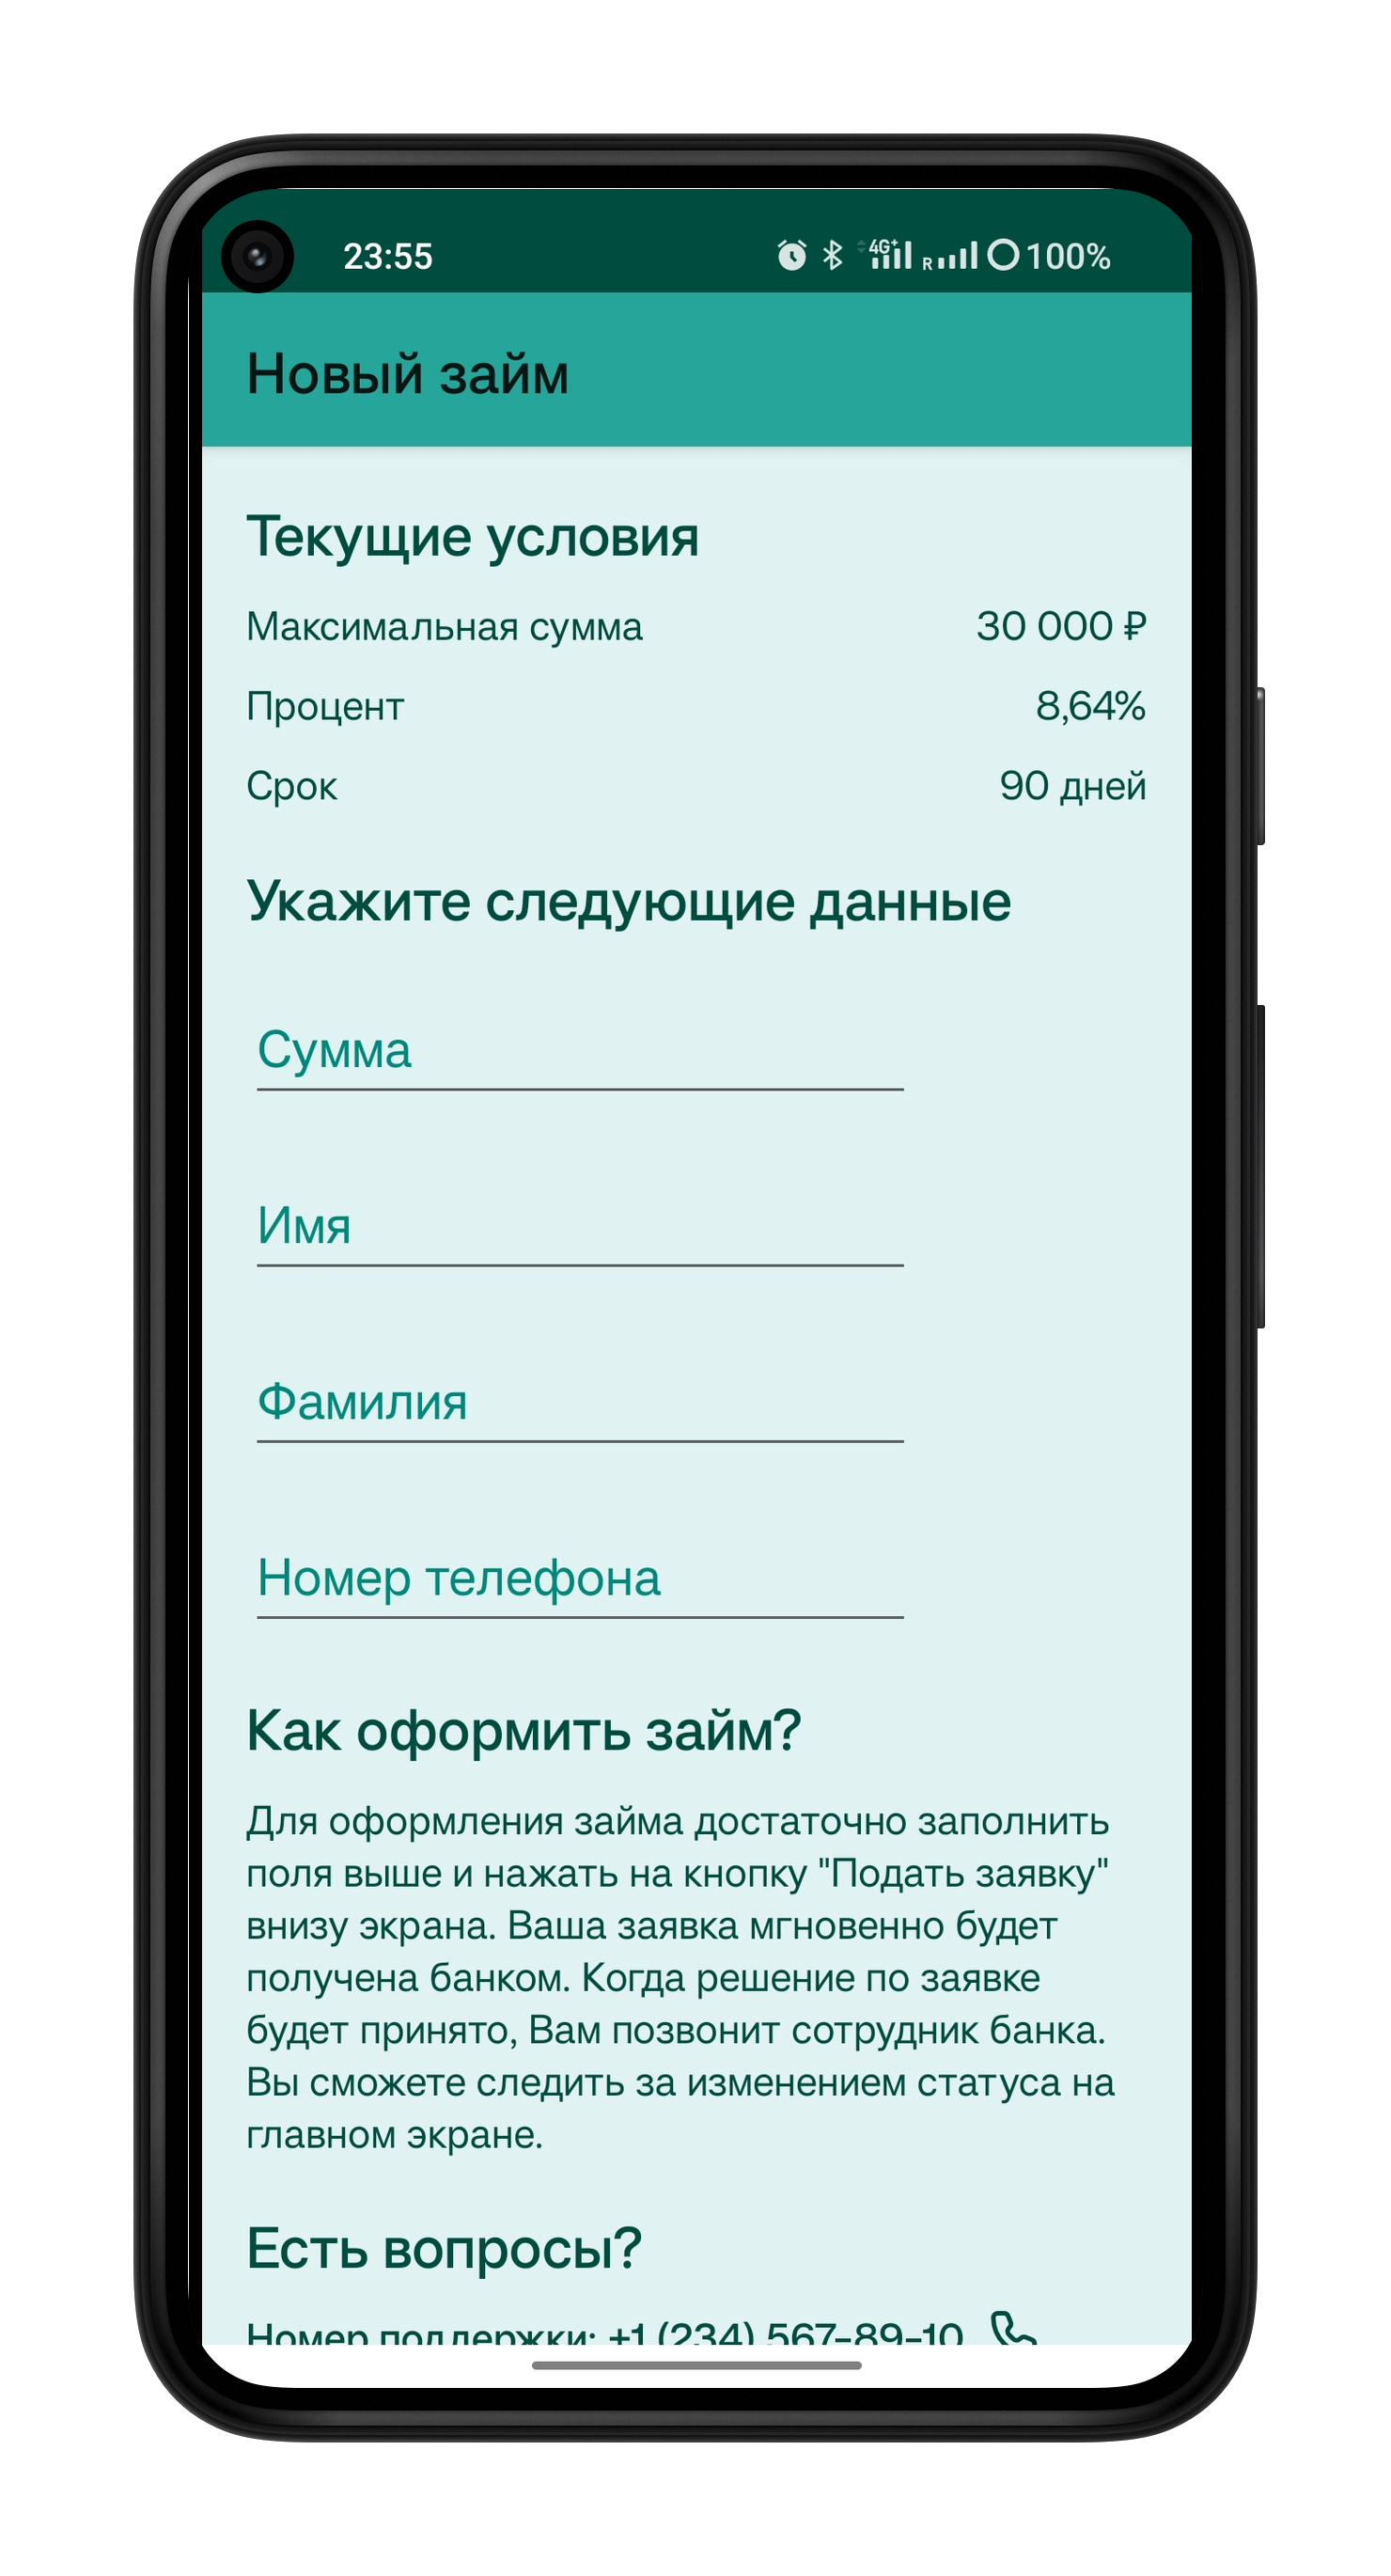 23:55
4G+ R 100%
Новый займ
Текущие условия
Максимальная сумма 30 000 ₽
Процент 8,64%
Срок 90 дней
Укажите следующие данные
Сумма
Имя
Фамилия
Номер телефона
Как оформить займ?
Для оформления займа достаточно заполнить
поля выше и нажать на кнопку "Подать заявку"
внизу экрана. Ваша заявка мгновенно будет
получена банком. Когда решение по заявке
будет принято, Вам позвонит сотрудник банка.
Вы сможете следить за изменением статуса на
главном экране.
Есть вопросы?
Номер поддержки: +1 (234) 567-89-10